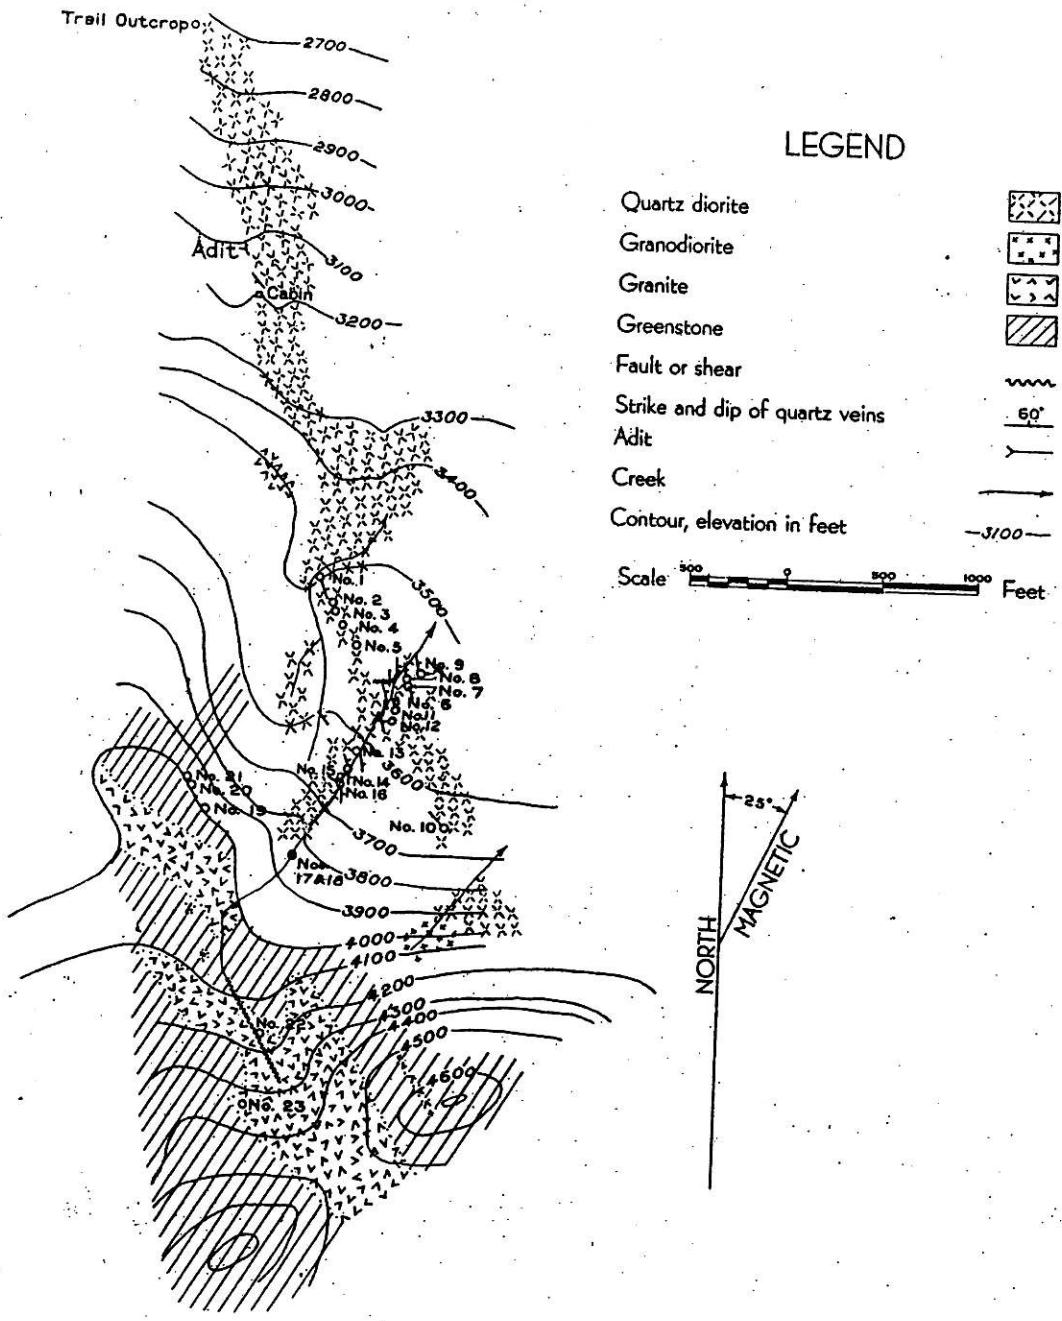 Trail Outcrop
2700
2800
2900
3000
Adit
3100
Cabin
3200
3300
3400
No. 1
3500
No. 2
No. 3
No. 4
No. 5
No. 9
No. 8
No. 7
No. 6
No. 11
No. 12
No. 13
No. 15
No. 14
No. 16
3600
No. 21
No. 20
No. 19
No. 10
3700
Nos.
17&18
3800
3900
4000
4100
4200
4300
4400
4500
No. 22
4600
No. 23
LEGEND
Quartz diorite
Granodiorite
Granite
Greenstone
Fault or shear
Strike and dip of quartz veins
60°
Adit
Creek
Contour, elevation in feet
3100
Scale
500 0 500 1000
Feet
25°
NORTH
MAGNETIC